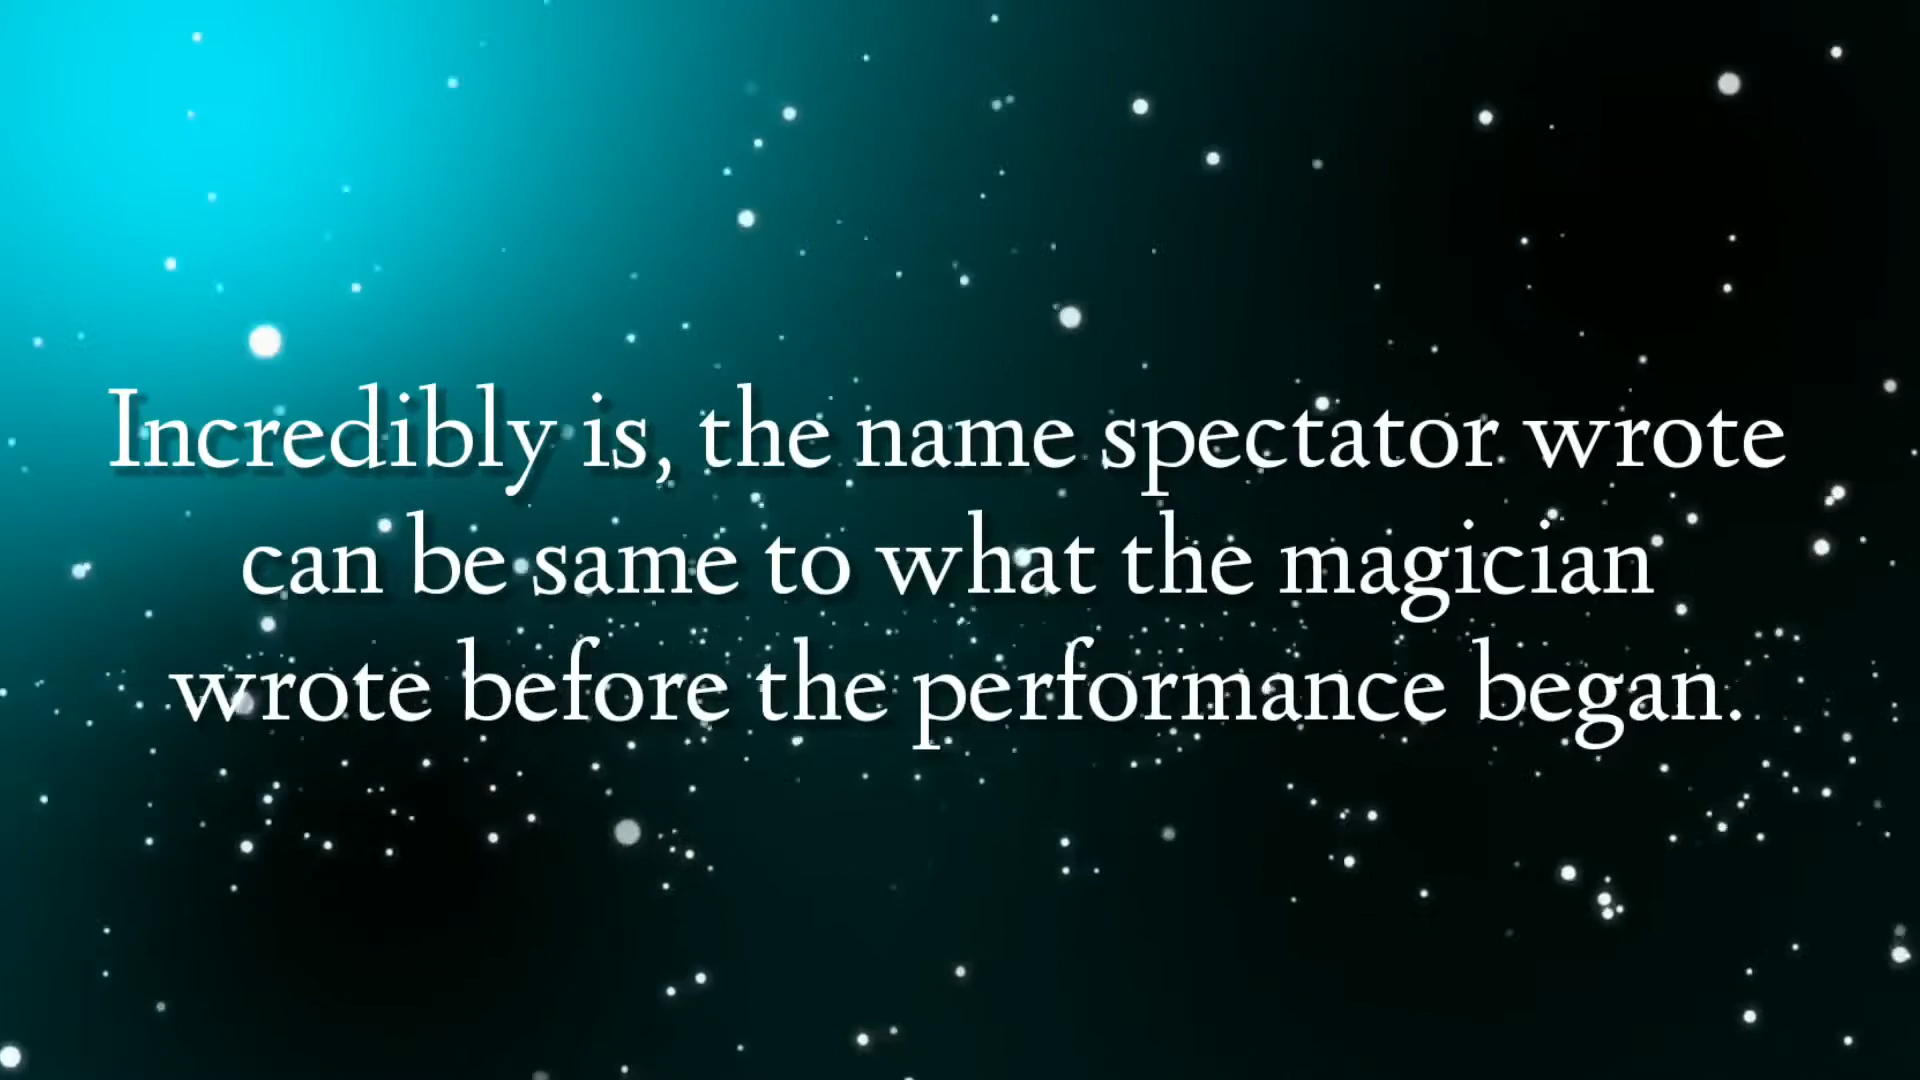 Incredibly is, the name spectator wrote
can be same to what the magician
wrote before the performance began.